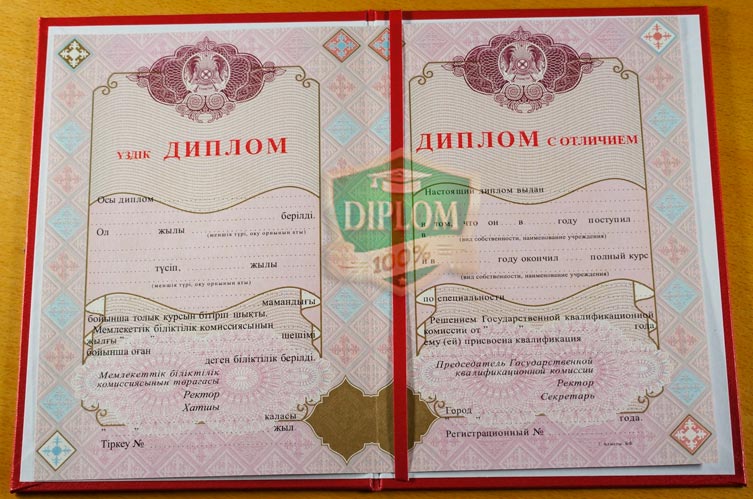 ҮЗДІК ДИПЛОМ
Осы диплом
берілді.
Ол жылы
(меншік түрі, оқу орнының аты)
түсіп, жылы
(меншік түрі, оқу орнының аты)
мамандығы
бойынша толық курсын бітіріп шықты.
Мемлекеттік біліктілік комиссиясының
жылғы " " шешімі
бойынша оған
деген біліктілік берілді.
Мемлекеттік біліктілік
комиссиясының төрағасы
Ректор
Хатшы
қаласы
" " жыл
Тіркеу №
ДИПЛОМ С ОТЛИЧИЕМ
Настоящий диплом выдан
в том, что он в году поступил
в
(вид собственности, наименование учреждения)
и в году окончил полный курс
(вид собственности, наименование учреждения)
по специальности
Решением Государственной квалификационной
комиссии от " " года
ему (ей) присвоена квалификация
Председатель Государственной
квалификационной комиссии
Ректор
Секретарь
Город
" " года.
Регистрационный №
DIPLOM
100%